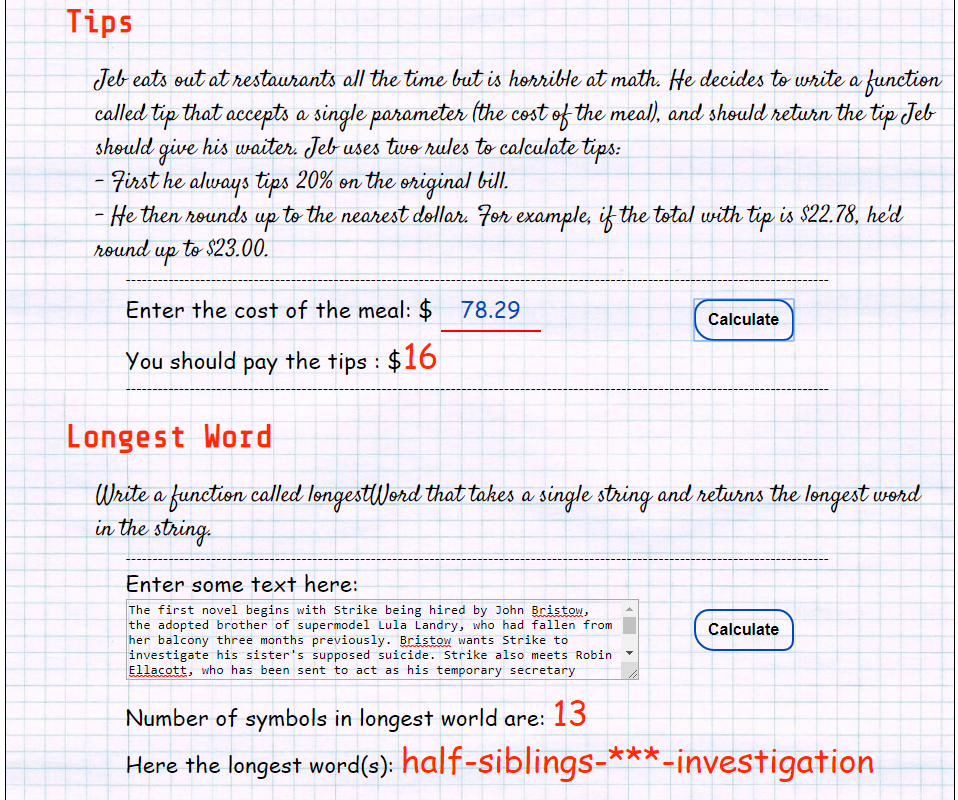 Tips
Jeb eats out at restaurants all the time but is horrible at math. He decides to write a function
called tip that accepts a single parameter (the cost of the meal), and should return the tip Jeb
should give his waiter. Jeb uses two rules to calculate tips:
- First he always tips 20% on the original bill.
- He then rounds up to the nearest dollar. For example, if the total with tip is $22.78, he'd
round up to $23.00.
Enter the cost of the meal: $ 78.29
Calculate
You should pay the tips : $16
Longest Word
Write a function called longestWord that takes a single string and returns the longest word
in the string.
Enter some text here:
The first novel begins with Strike being hired by John Bristow,
the adopted brother of supermodel Lula Landry, who had fallen from
her balcony three months previously. Bristow wants Strike to
investigate his sister's supposed suicide. Strike also meets Robin
Ellacott, who has been sent to act as his temporary secretary
Calculate
Number of symbols in longest world are: 13
Here the longest word(s): half-siblings-***-investigation